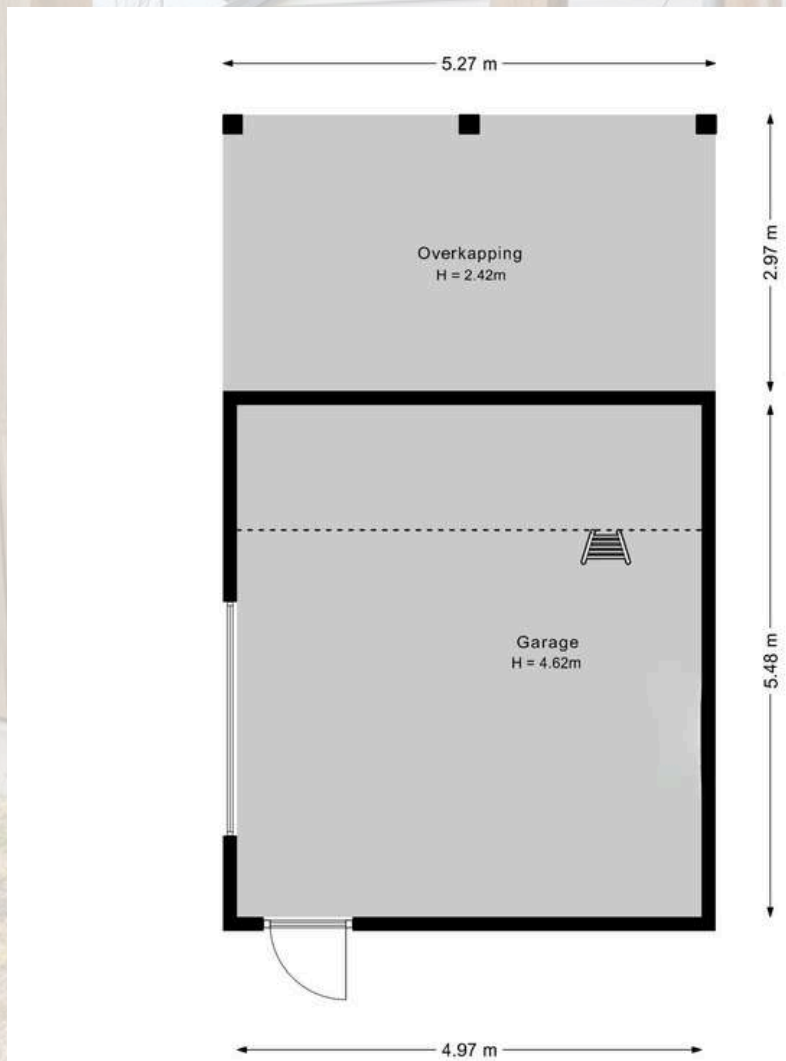 5.27 m
2.97 m
Overkapping
H = 2.42m
Garage
H = 4.62m
5.48 m
4.97 m